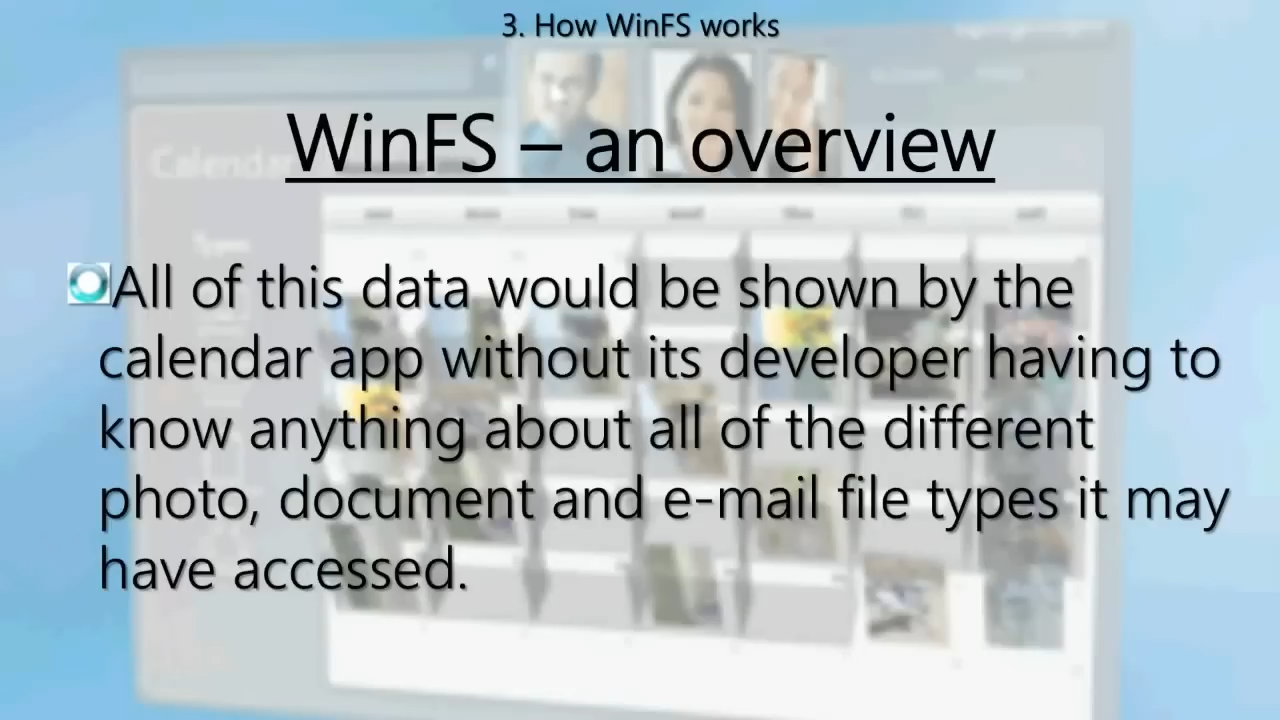 3. How WinFS works
WinFS – an overview
All of this data would be shown by the
calendar app without its developer having to
know anything about all of the different
photo, document and e-mail file types it may
have accessed.
Calendar